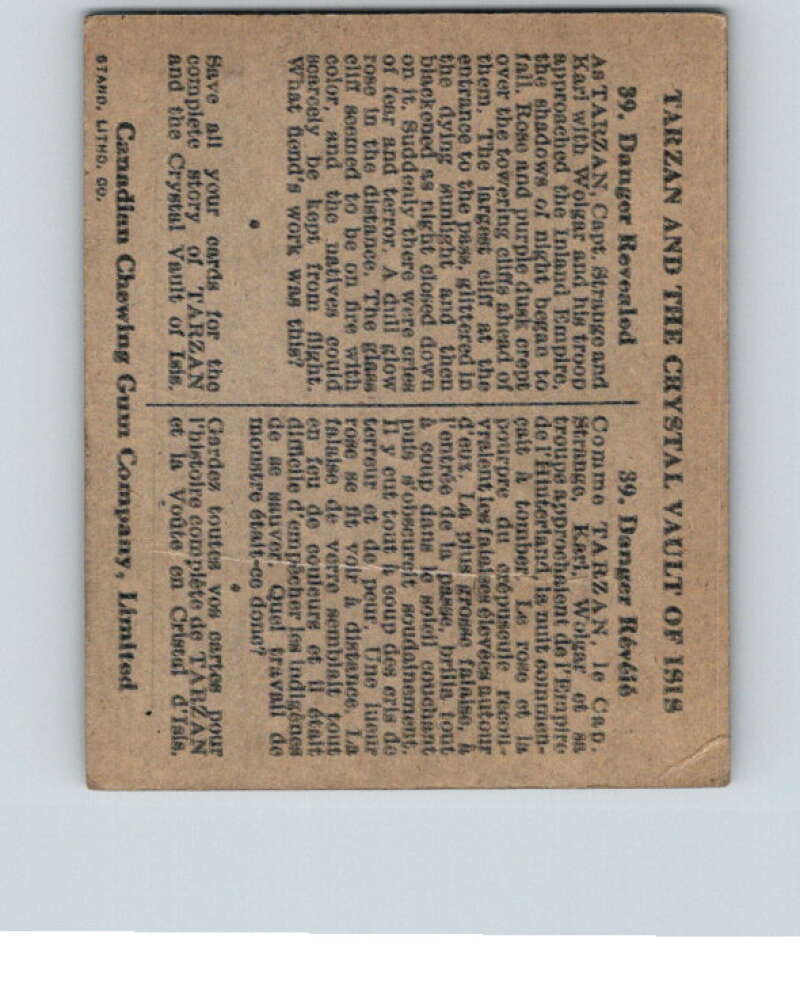 TARZAN AND THE CRYSTAL VAULT OF ISIS
39. Danger Revealed
As TARZAN, Capt. Strange and
Karl with Wolgar and his troop
approached the Inland Empire,
the shadows of night began to
fall. Rose and purple dusk crept
over the towering cliffs ahead of
them. The largest cliff at the
entrance to the pass, glittered in
the dying sunlight and then
blackened as night closed down
on it. Suddenly there were cries
of fear and terror. A dull glow
rose in the distance. The glass
cliff seemed to be on fire with
color, and the natives could
scarcely be kept from flight.
What fiend's work was this?
Save all your cards for the
complete story of TARZAN
and the Crystal Vault of Isis.
39. Danger Révélé
Comme TARZAN, le Cap.
Strange, Karl, Wolgar et sa
troupe approchaient de l'Empire
de l'Hinterland, la nuit commen-
çait à tomber. Le rose et la
pourpre du crépuscule recou-
vraient les falaises élevées autour
d'eux. La plus grosse falaise, à
l'entrée de la passe, brilla tout
à coup dans le soleil couchant
puis s'obscurcit soudainement.
Il y eut tout à coup des cris de
terreur et de peur. Une lueur
rose se fit voir à distance. La
falaise de verre semblait tout
en feu de couleurs et il était
difficile d'empêcher les indigènes
de se sauver. Quel travail de
monstre était-ce donc?
Gardez toutes vos cartes pour
l'histoire complète de TARZAN
et la Voûte en Cristal d'Isis.
Canadian Chewing Gum Company, Limited
STAND. LITHO. CO.